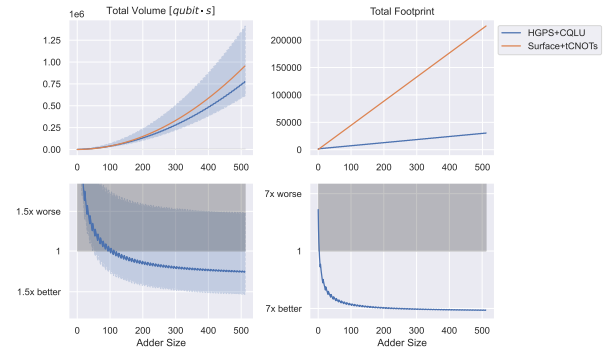 Total Volume [qubit • s]
1e6
1.25
1.00
0.75
0.50
0.25
0.00
0 100 200 300 400 500
Total Footprint
200000
150000
100000
50000
0
0 100 200 300 400 500
HGPS+CQLU
Surface+tCNOTs
1.5x worse
1
1.5x better
0 100 200 300 400 500
Adder Size
7x worse
1
7x better
0 100 200 300 400 500
Adder Size